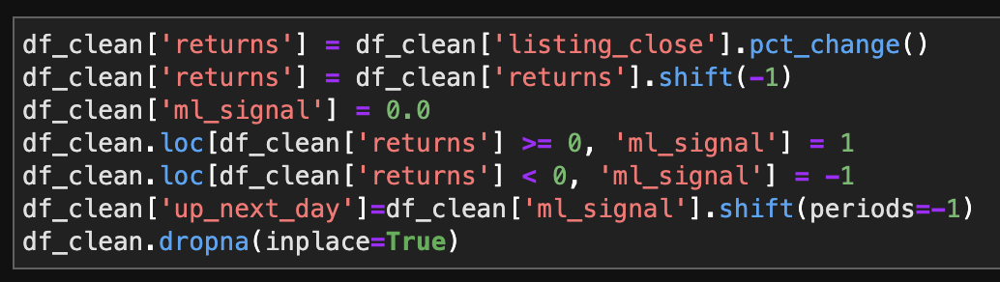 df_clean['returns'] = df_clean['listing_close'].pct_change()
df_clean['returns'] = df_clean['returns'].shift(-1)
df_clean['ml_signal'] = 0.0
df_clean.loc[df_clean['returns'] >= 0, 'ml_signal'] = 1
df_clean.loc[df_clean['returns'] < 0, 'ml_signal'] = -1
df_clean['up_next_day']=df_clean['ml_signal'].shift(periods=-1)
df_clean.dropna(inplace=True)